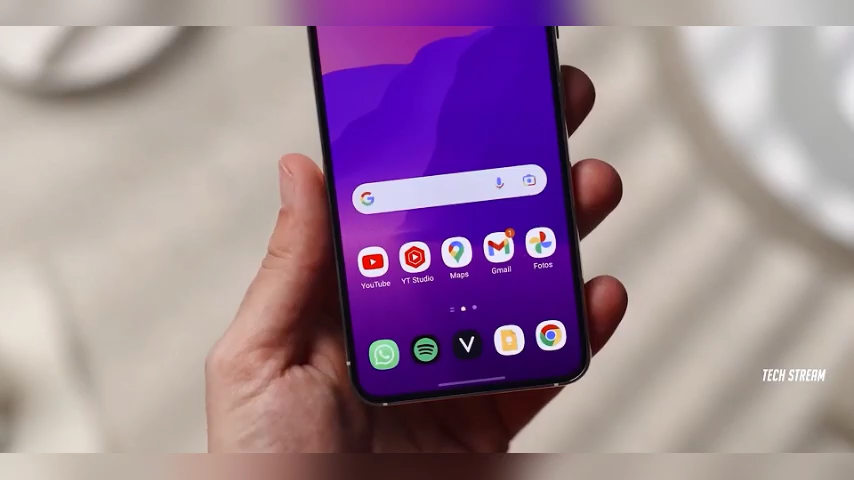 YouTube
YT Studio
Maps
Gmail
Fotos
1
V
TECH STREAM